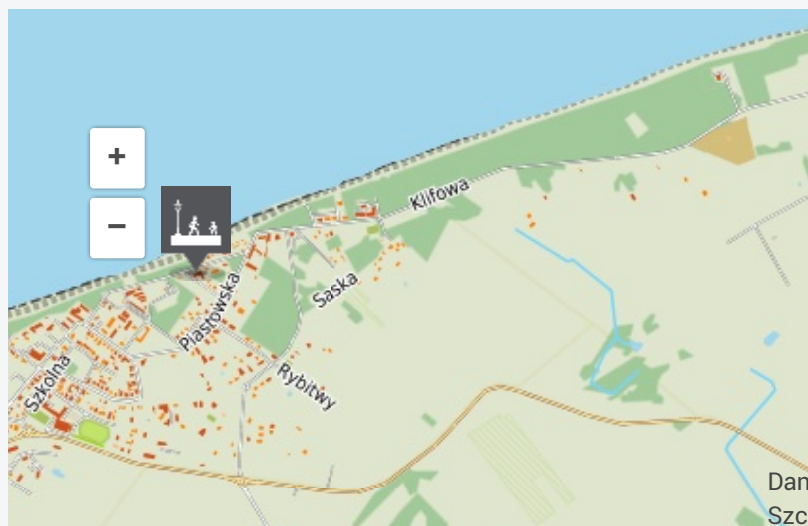 +
−
Klifowa
Saska
Piastowska
Szkolna
Rybitwy
Dan
Szc